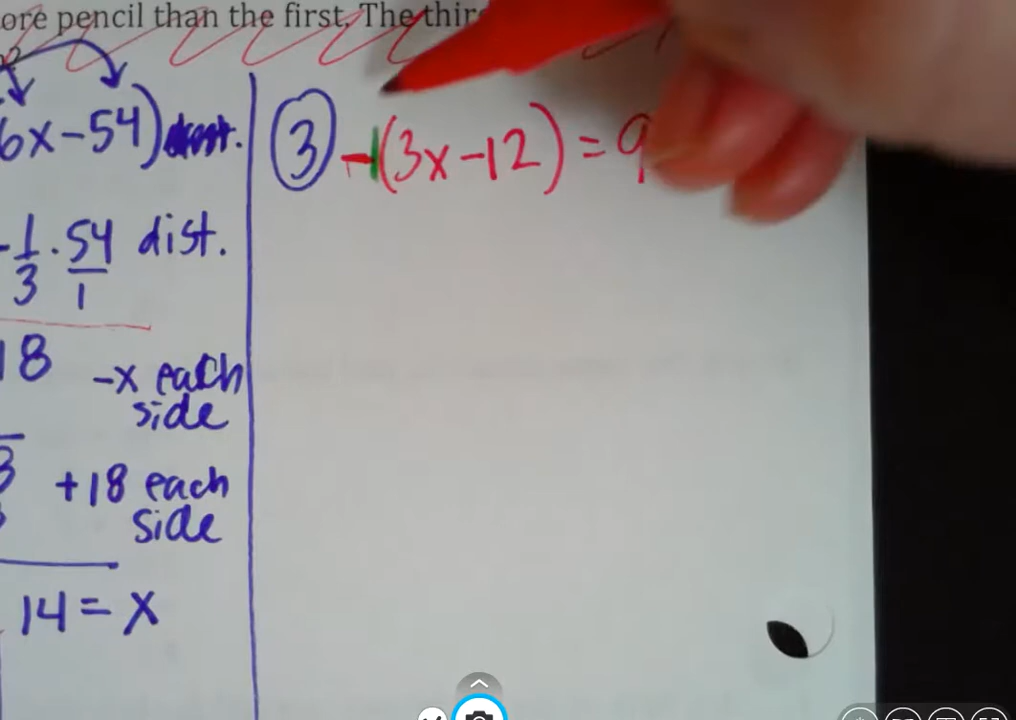 ore pencil than the first. The thir
6x-54) dist.
-1/3 · 54/1 dist.
18 -x each
side
+18 each
side
14 = x
③ -1(3x-12) = 9